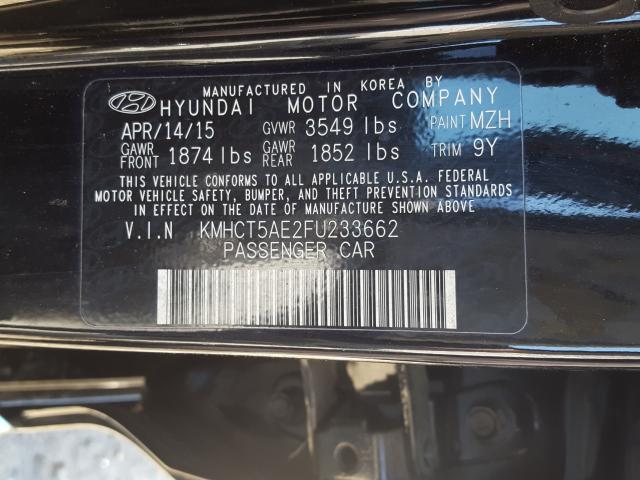 MANUFACTURED IN KOREA BY
HYUNDAI MOTOR COMPANY
APR/14/15 GVWR 3549 lbs PAINT MZH
GAWR FRONT 1874 lbs GAWR REAR 1852 lbs TRIM 9Y
THIS VEHICLE CONFORMS TO ALL APPLICABLE U.S.A. FEDERAL
MOTOR VEHICLE SAFETY, BUMPER, AND THEFT PREVENTION STANDARDS
IN EFFECT ON THE DATE OF MANUFACTURE SHOWN ABOVE
V.I.N KMHCT5AE2FU233662
PASSENGER CAR